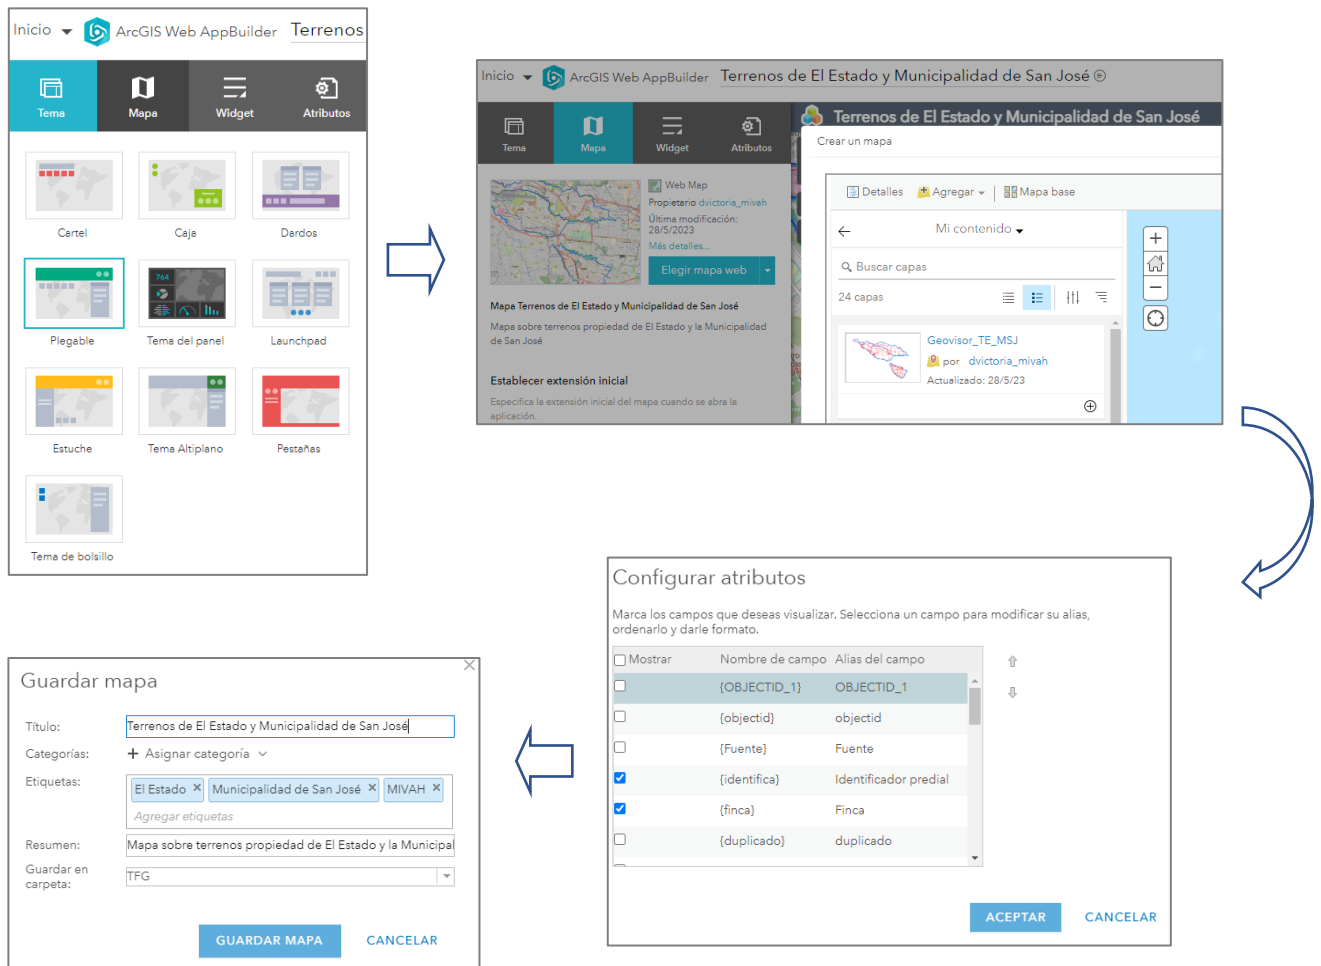 Inicio ArcGIS Web AppBuilder Terrenos
Tema Mapa Widget Atributos
Cartel Caja Dardos
764
Plegable Tema del panel Launchpad
Estuche Tema Altiplano Pestañas
Tema de bolsillo
Inicio ArcGIS Web AppBuilder Terrenos de El Estado y Municipalidad de San José
Tema Mapa Widget Atributos
Web Map
Propietario dvictoria_mivah
Última modificación:
28/5/2023
Más detalles...
Elegir mapa web
Mapa Terrenos de El Estado y Municipalidad de San José
Mapa sobre terrenos propiedad de El Estado y la Municipalidad
de San José
Establecer extensión inicial
Especifica la extensión inicial del mapa cuando se abra la
aplicación.
Terrenos de El Estado y Municipalidad de San José
Crear un mapa
Detalles Agregar Mapa base
Mi contenido
Buscar capas
24 capas
Geovisor_TE_MSJ
por dvictoria_mivah
Actualizado: 28/5/23
Configurar atributos
Marca los campos que deseas visualizar. Selecciona un campo para modificar su alias,
ordenarlo y darle formato.
Mostrar Nombre de campo Alias del campo
{OBJECTID_1} OBJECTID_1
{objectid} objectid
{Fuente} Fuente
{identifica} Identificador predial
{finca} Finca
{duplicado} duplicado
ACEPTAR CANCELAR
Guardar mapa
Título: Terrenos de El Estado y Municipalidad de San José
Categorías: + Asignar categoría
Etiquetas: El Estado × Municipalidad de San José × MIVAH ×
Agregar etiquetas
Resumen: Mapa sobre terrenos propiedad de El Estado y la Municipal
Guardar en
carpeta: TFG
GUARDAR MAPA CANCELAR